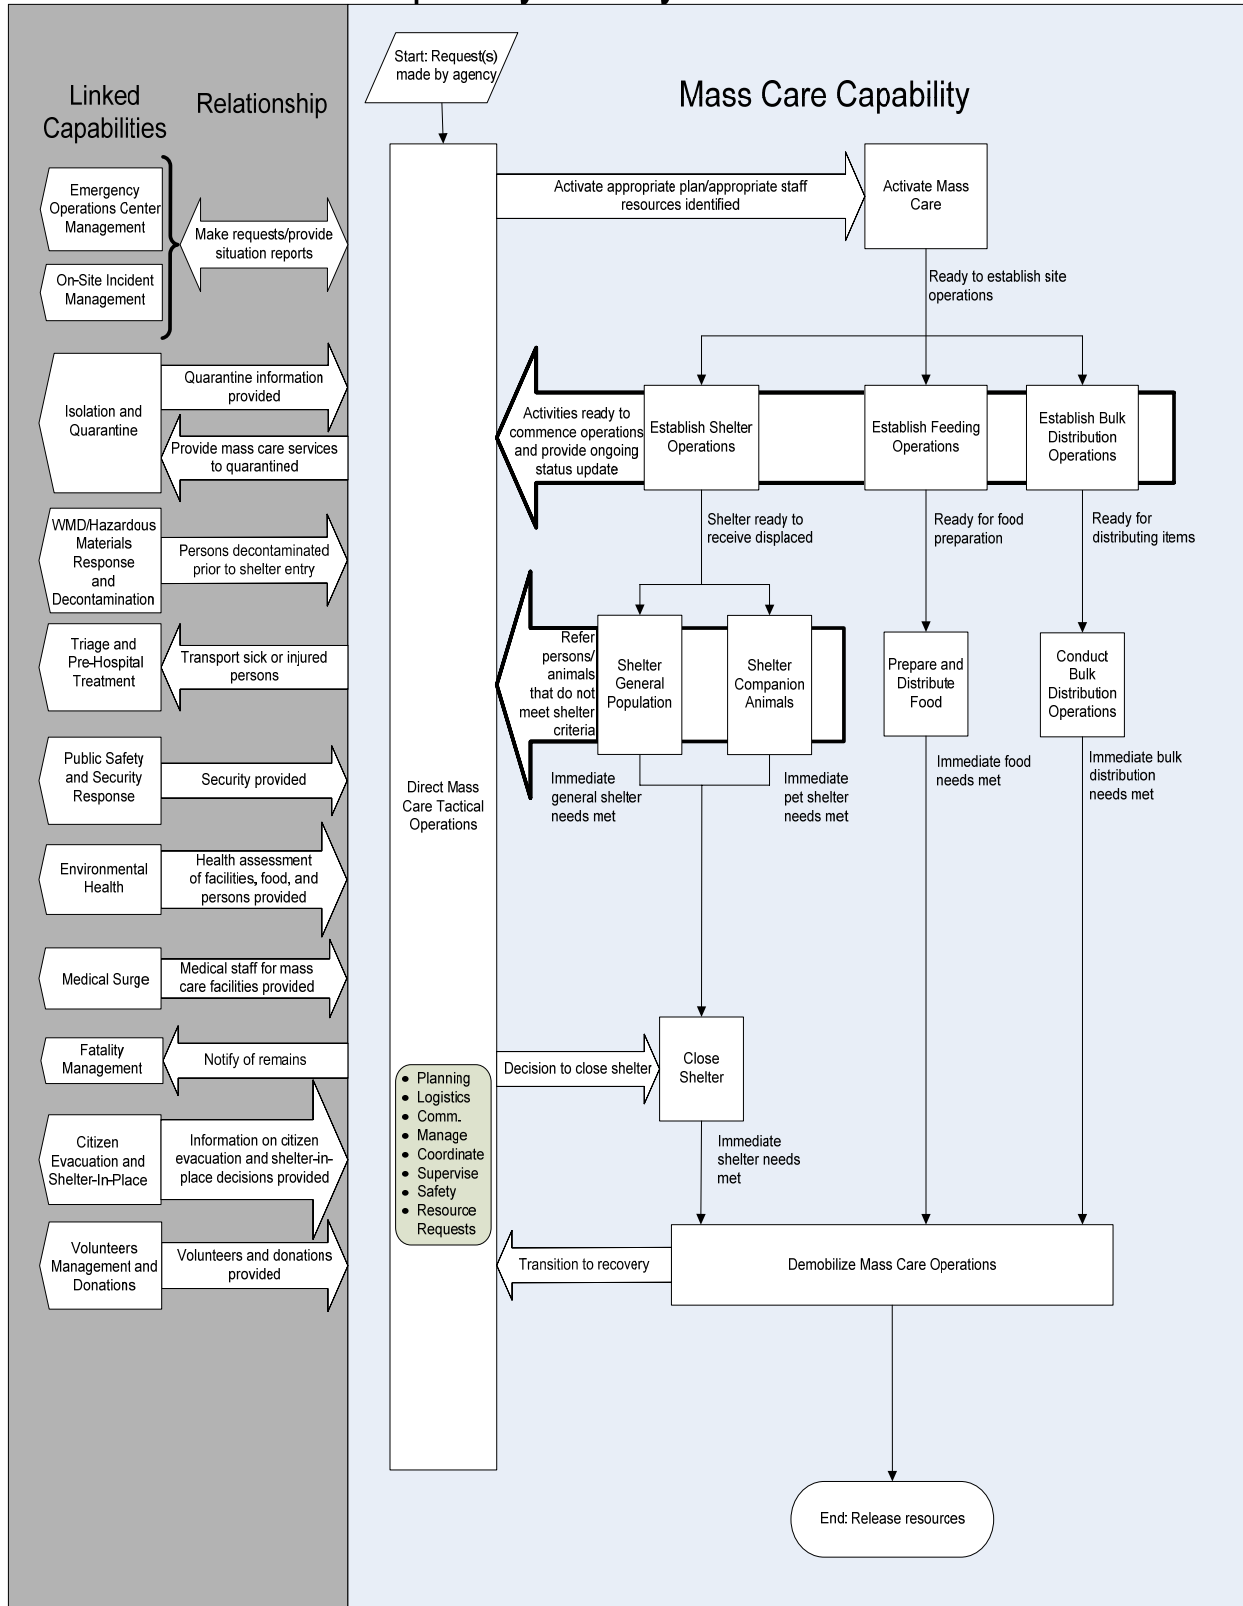 Start: Request(s)
made by agency
Linked
Capabilities
Relationship
Mass Care Capability
Emergency
Operations Center
Management
On-Site Incident
Management
Make requests/provide
situation reports
Activate appropriate plan/appropriate staff
resources identified
Activate Mass
Care
Ready to establish site
operations
Isolation and
Quarantine
Quarantine information
provided
Provide mass care services
to quarantined
Activities ready to
commence operations
and provide ongoing
status update
Establish Shelter
Operations
Establish Feeding
Operations
Establish Bulk
Distribution
Operations
WMD/Hazardous
Materials
Response
and
Decontamination
Persons decontaminated
prior to shelter entry
Shelter ready to
receive displaced
Ready for food
preparation
Ready for
distributing items
Triage and
Pre-Hospital
Treatment
Transport sick or injured
persons
Refer
persons/
animals
that do not
meet shelter
criteria
Shelter
General
Population
Shelter
Companion
Animals
Prepare and
Distribute
Food
Conduct
Bulk
Distribution
Operations
Public Safety
and Security
Response
Security provided
Direct Mass
Care Tactical
Operations
Immediate
general shelter
needs met
Immediate
pet shelter
needs met
Immediate food
needs met
Immediate bulk
distribution
needs met
Environmental
Health
Health assessment
of facilities, food, and
persons provided
Medical Surge
Medical staff for mass
care facilities provided
Fatality
Management
Notify of remains
• Planning
• Logistics
• Comm.
• Manage
• Coordinate
• Supervise
• Safety
• Resource
Requests
Decision to close shelter
Close
Shelter
Immediate
shelter needs
met
Citizen
Evacuation and
Shelter-In-Place
Information on citizen
evacuation and shelter-in-
place decisions provided
Volunteers
Management and
Donations
Volunteers and donations
provided
Transition to recovery
Demobilize Mass Care Operations
End: Release resources